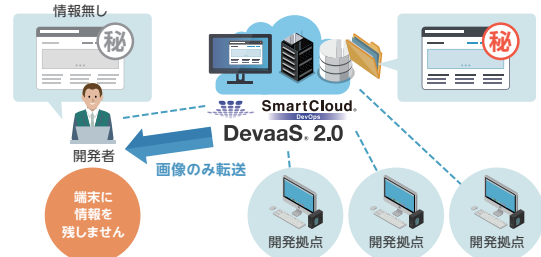 情報無し
秘
秘
SmartCloud®
DevOps
DevaaS® 2.0
開発者
画像のみ転送
端末に
情報を
残しません
開発拠点
開発拠点
開発拠点